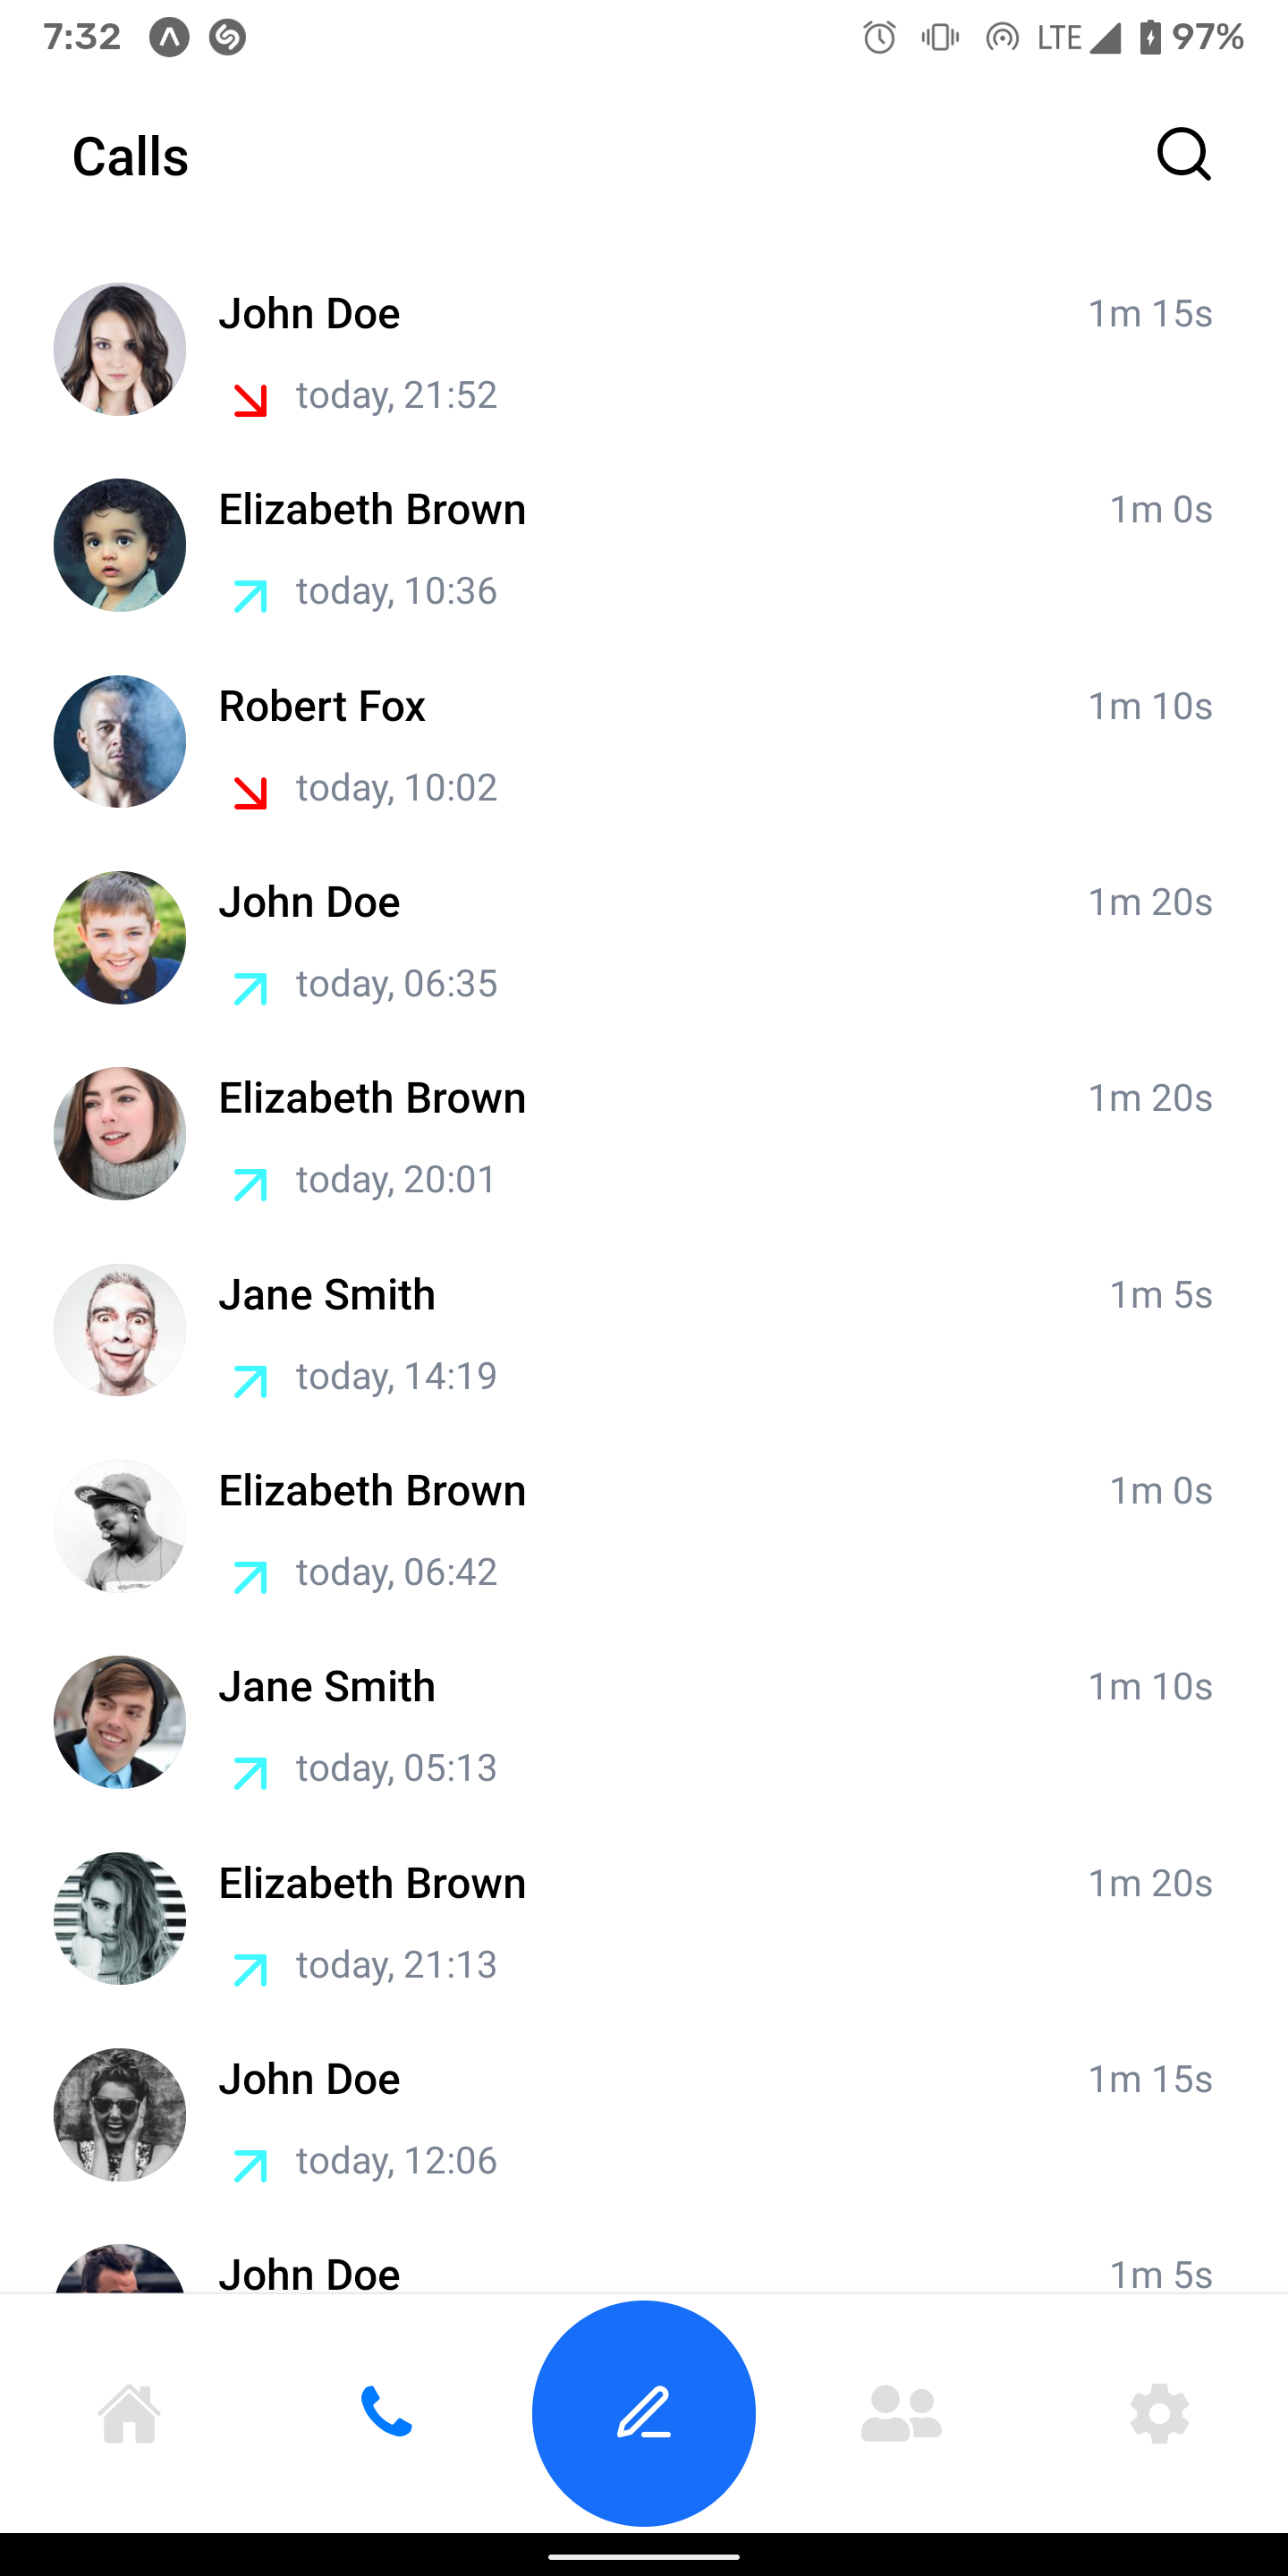 7:32 LTE 97%
Calls
John Doe 1m 15s
today, 21:52
Elizabeth Brown 1m 0s
today, 10:36
Robert Fox 1m 10s
today, 10:02
John Doe 1m 20s
today, 06:35
Elizabeth Brown 1m 20s
today, 20:01
Jane Smith 1m 5s
today, 14:19
Elizabeth Brown 1m 0s
today, 06:42
Jane Smith 1m 10s
today, 05:13
Elizabeth Brown 1m 20s
today, 21:13
John Doe 1m 15s
today, 12:06
John Doe 1m 5s